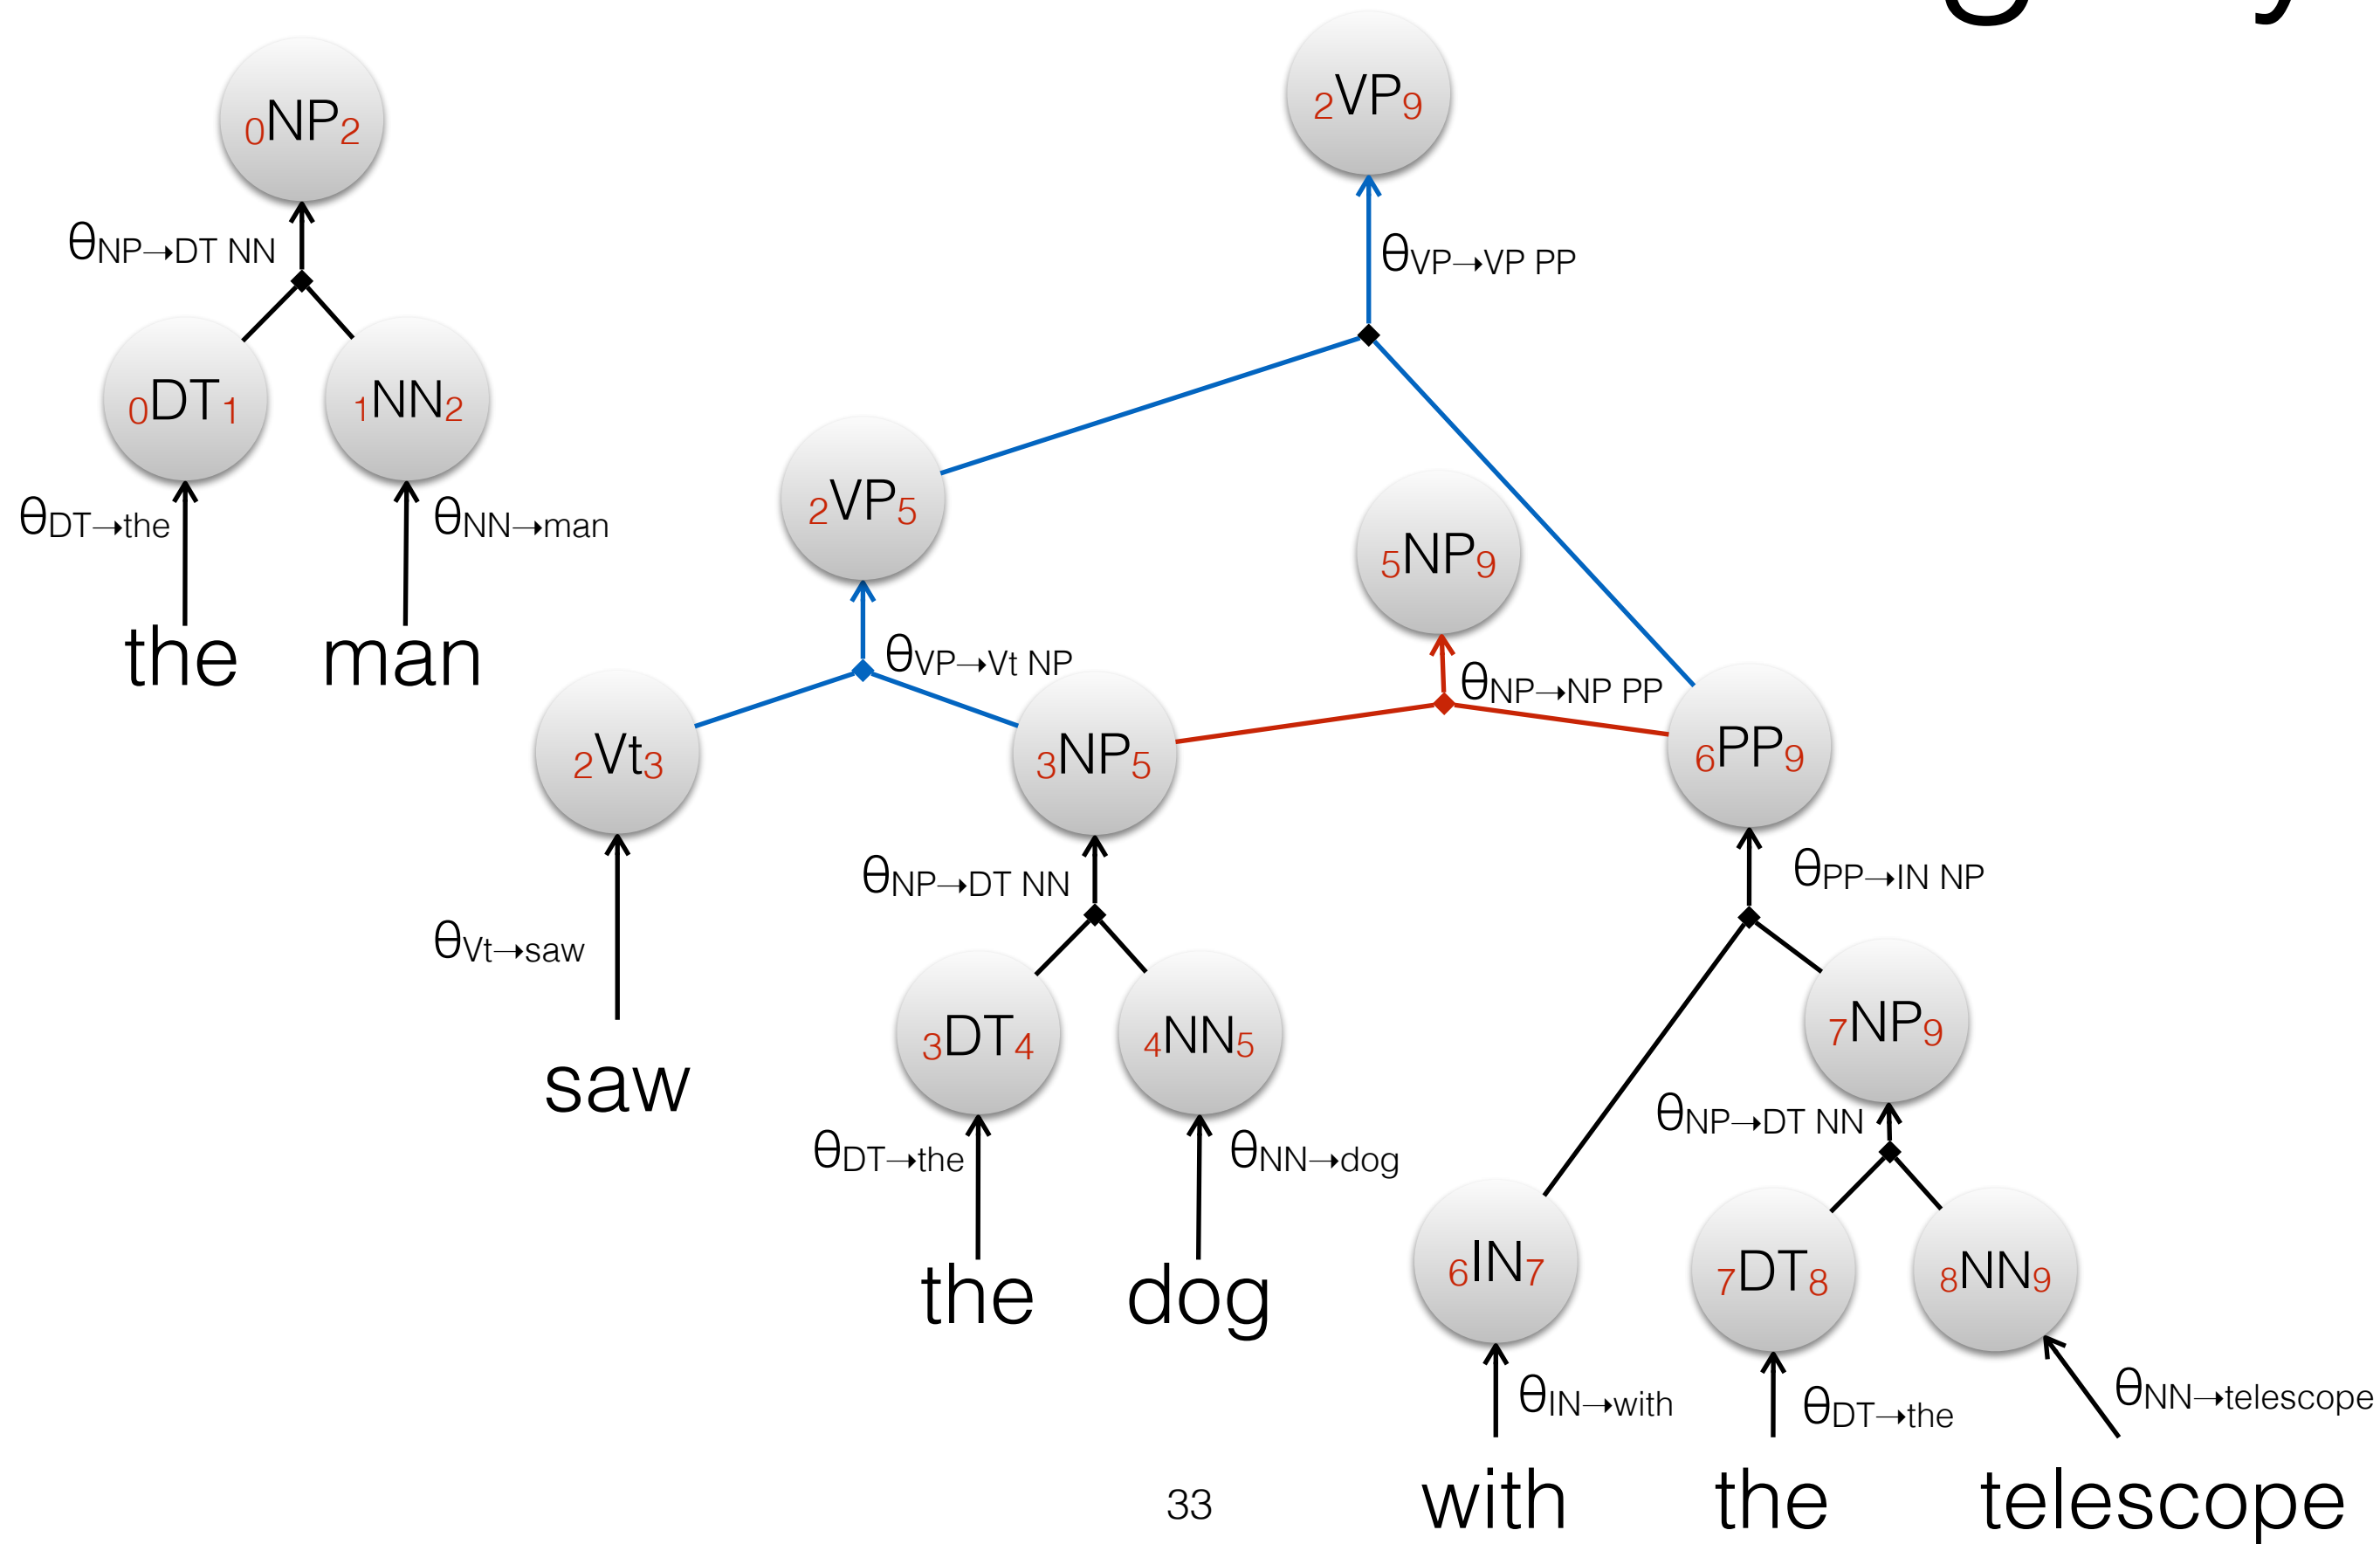 ₀NP₂
₂VP₉
θNP→DT NN
θVP→VP PP
₀DT₁ ₁NN₂
₂VP₅
θDT→the θNN→man
₅NP₉
the man
θVP→Vt NP
θNP→NP PP
₂Vt₃ ₃NP₅ ₆PP₉
θNP→DT NN θPP→IN NP
θVt→saw
₃DT₄ ₄NN₅ ₇NP₉
saw
θNP→DT NN
θDT→the θNN→dog
₆IN₇ ₇DT₈ ₈NN₉
the dog
θIN→with θDT→the θNN→telescope
with the telescope
33